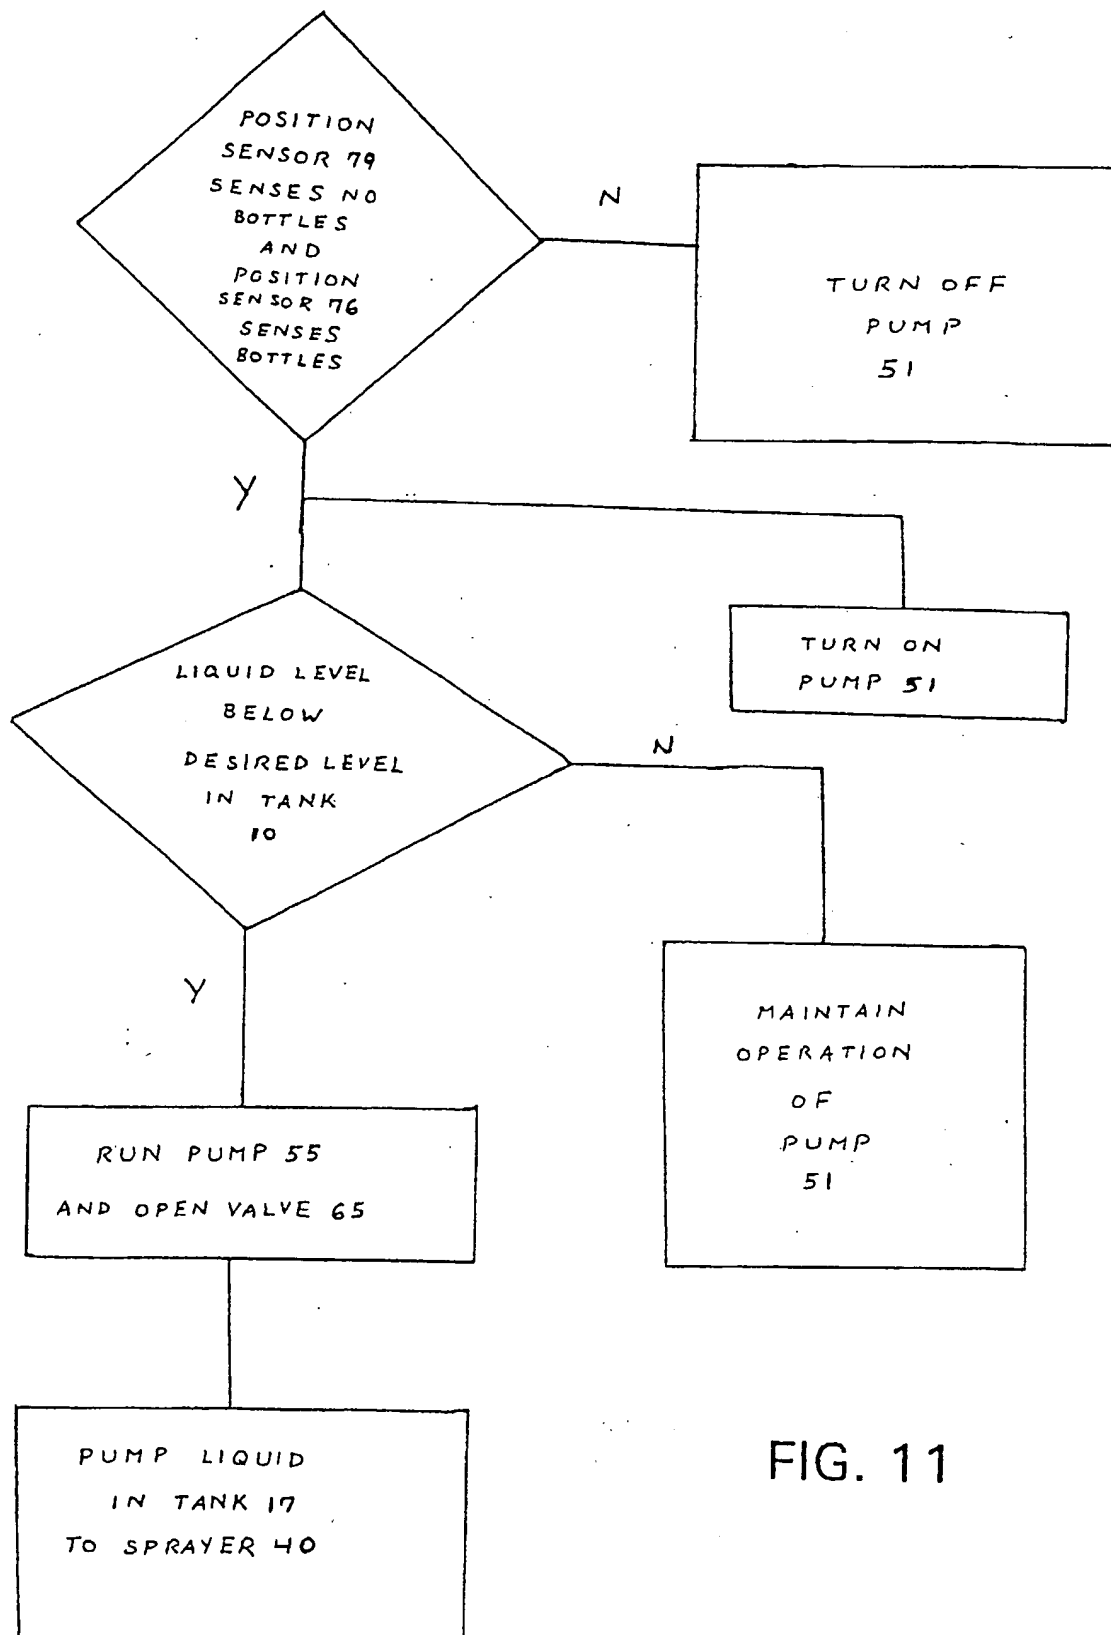 POSITION
SENSOR 79
SENSES NO
BOTTLES
AND
POSITION
SENSOR 76
SENSES
BOTTLES
N
TURN OFF
PUMP
51
Y
TURN ON
PUMP 51
LIQUID LEVEL
BELOW
DESIRED LEVEL
IN TANK
10
N
Y
MAINTAIN
OPERATION
OF
PUMP
51
RUN PUMP 55
AND OPEN VALVE 65
PUMP LIQUID
IN TANK 17
TO SPRAYER 40
FIG. 11